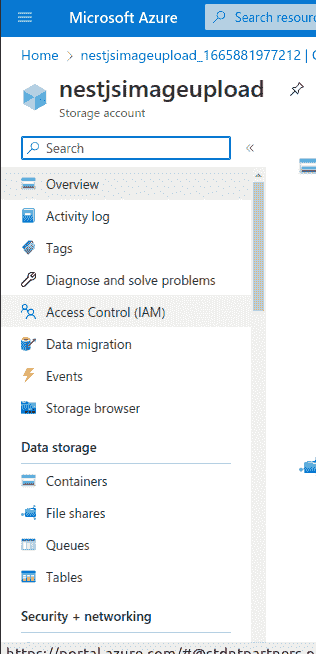 Microsoft Azure
Search resour
Home > nestjsimageupload_1665881977212 |
nestjsimageupload
Storage account
Search
Overview
Activity log
Tags
Diagnose and solve problems
Access Control (IAM)
Data migration
Events
Storage browser
Data storage
Containers
File shares
Queues
Tables
Security + networking
https://portal.azure.com/#@stdntpartners.o